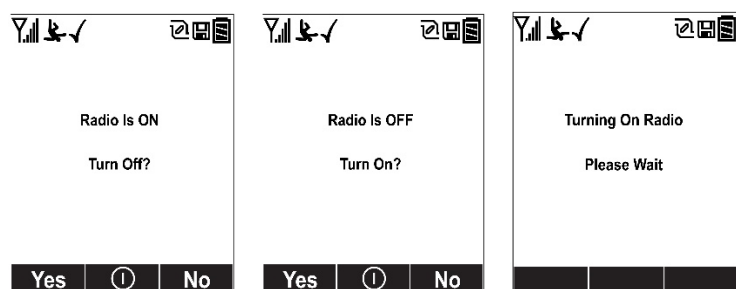 Radio Is ON
Turn Off?
Yes
No
Radio Is OFF
Turn On?
Yes
No
Turning On Radio
Please Wait